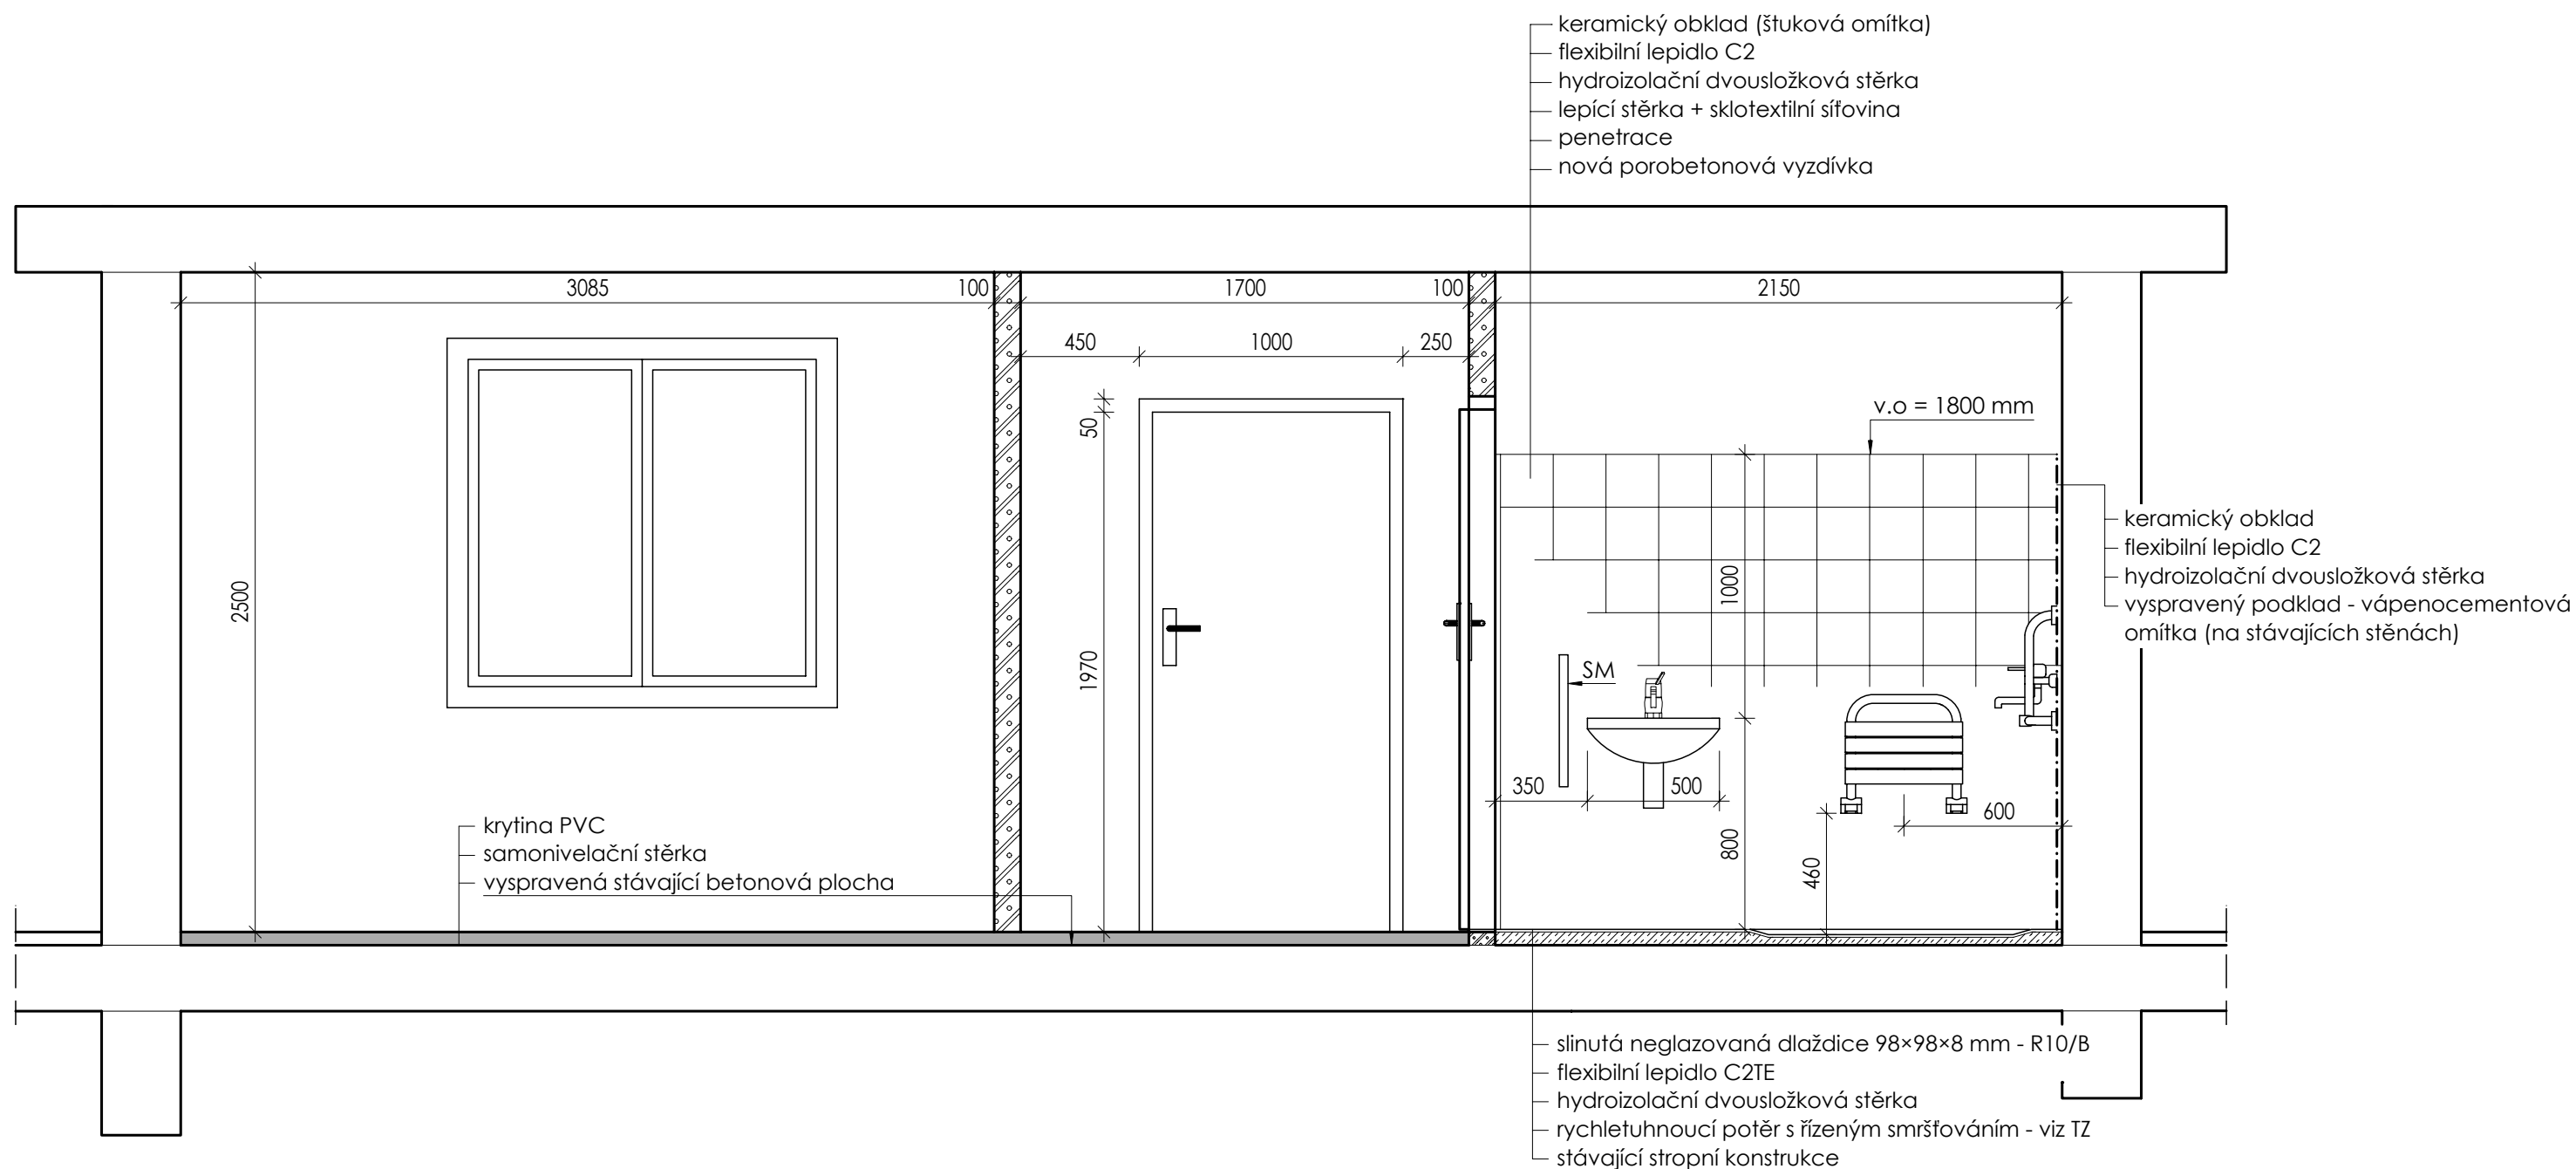 keramický obklad (štuková omítka)
flexibilní lepidlo C2
hydroizolační dvousložková stěrka
lepící stěrka + sklotextilní síťovina
penetrace
nová porobetonová vyzdívka
3085
100
1700
100
2150
450
1000
250
v.o = 1800 mm
50
2500
1970
1000
keramický obklad
flexibilní lepidlo C2
hydroizolační dvousložková stěrka
vyspravený podklad - vápenocementová
omítka (na stávajících stěnách)
SM
350
500
600
800
460
krytina PVC
samonivelační stěrka
vyspravená stávající betonová plocha
slinutá neglazovaná dlaždice 98×98×8 mm - R10/B
flexibilní lepidlo C2TE
hydroizolační dvousložková stěrka
rychletuhnoucí potěr s řízeným smršťováním - viz TZ
stávající stropní konstrukce